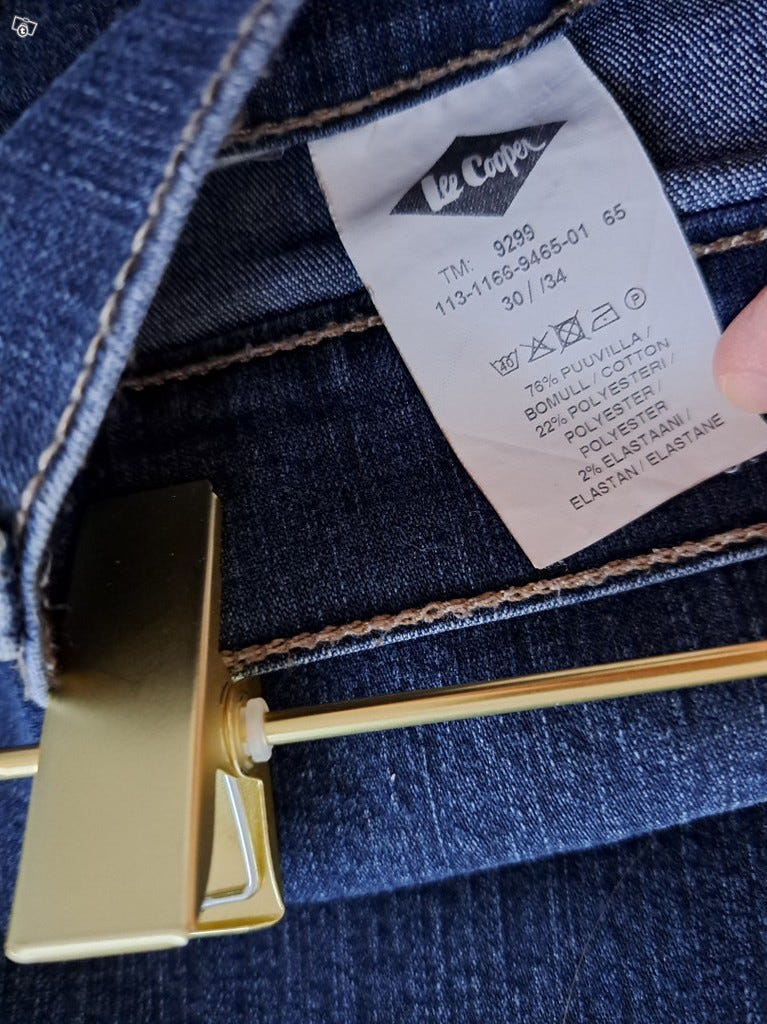 Lee Cooper
TM: 9299
113-1166-9465-01 65
30/ /34
40 P
76% PUUVILLA /
BOMULL / COTTON
22% POLYESTERI /
POLYESTER /
POLYESTER
2% ELASTAANI /
ELASTAN / ELASTANE